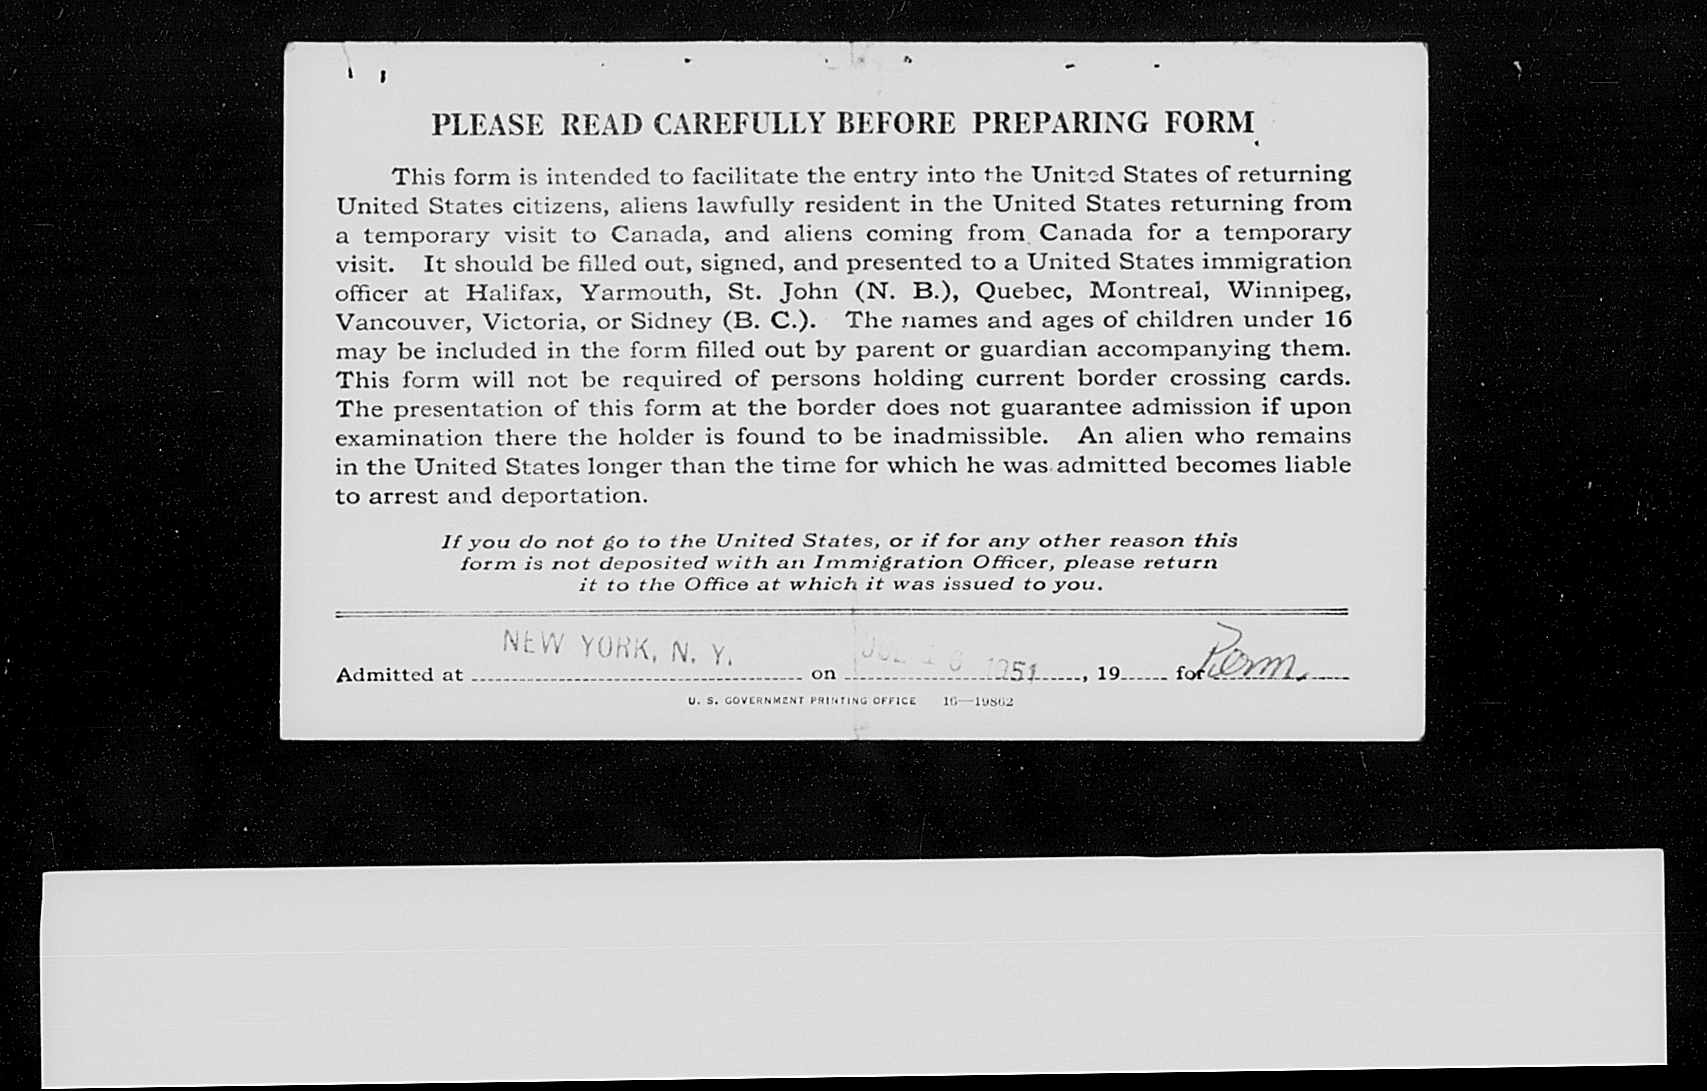 PLEASE READ CAREFULLY BEFORE PREPARING FORM
This form is intended to facilitate the entry into the United States of returning
United States citizens, aliens lawfully resident in the United States returning from
a temporary visit to Canada, and aliens coming from Canada for a temporary
visit. It should be filled out, signed, and presented to a United States immigration
officer at Halifax, Yarmouth, St. John (N. B.), Quebec, Montreal, Winnipeg,
Vancouver, Victoria, or Sidney (B. C.). The names and ages of children under 16
may be included in the form filled out by parent or guardian accompanying them.
This form will not be required of persons holding current border crossing cards.
The presentation of this form at the border does not guarantee admission if upon
examination there the holder is found to be inadmissible. An alien who remains
in the United States longer than the time for which he was admitted becomes liable
to arrest and deportation.
If you do not go to the United States, or if for any other reason this
form is not deposited with an Immigration Officer, please return
it to the Office at which it was issued to you.
Admitted at NEW YORK, N. Y. on 1951, 19 for Perm.
U. S. GOVERNMENT PRINTING OFFICE 16—19862